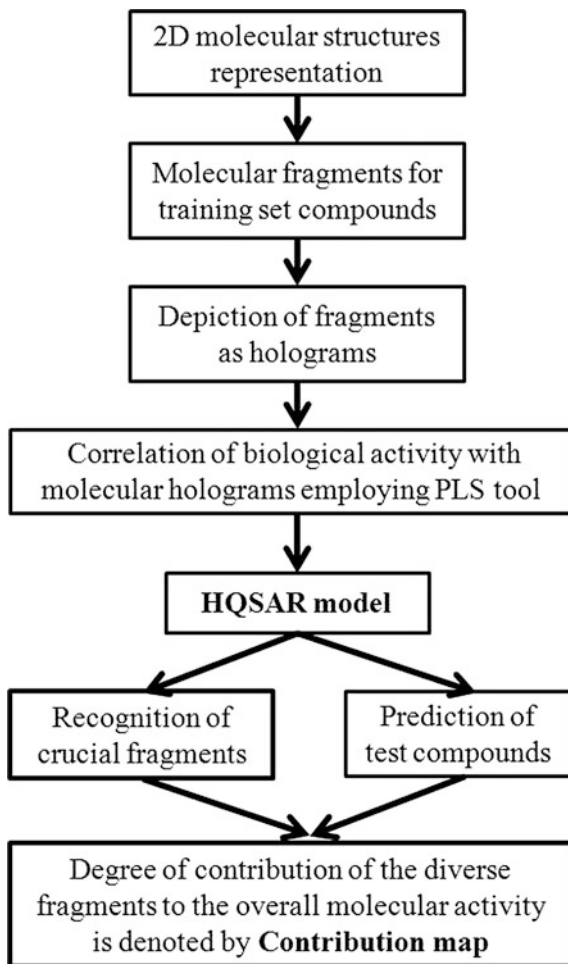 2D molecular structures
representation
Molecular fragments for
training set compounds
Depiction of fragments
as holograms
Correlation of biological activity with
molecular holograms employing PLS tool
HQSAR model
Recognition of
crucial fragments
Prediction of
test compounds
Degree of contribution of the diverse
fragments to the overall molecular activity
is denoted by Contribution map